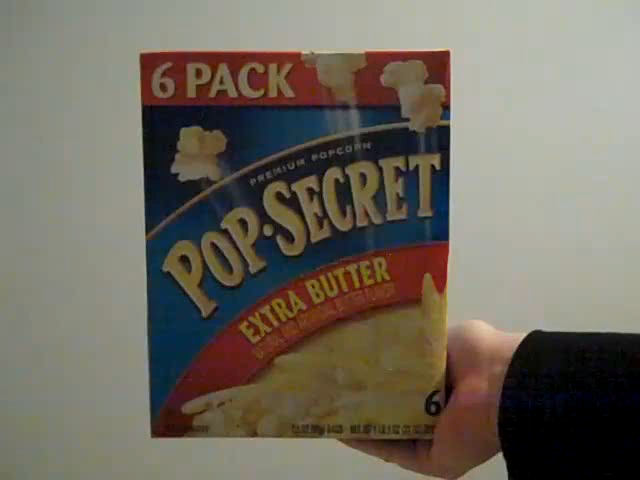 6 PACK
PREMIUM POPCORN
POP·SECRET
EXTRA BUTTER
6